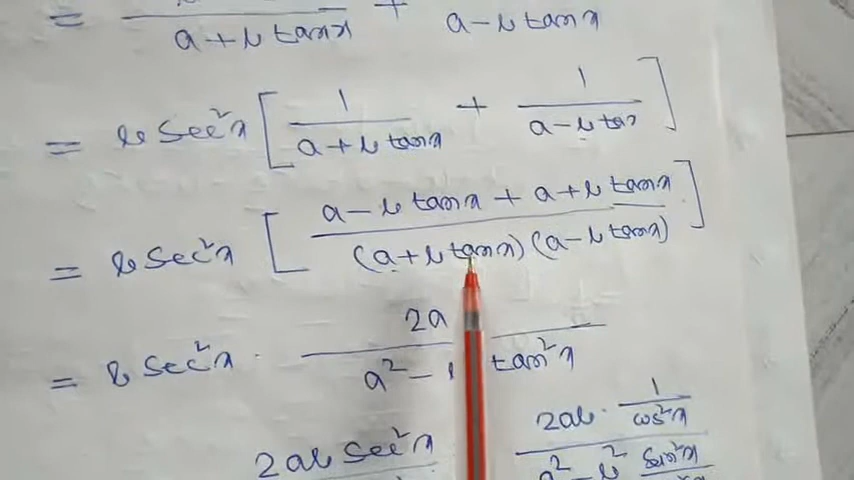 = a + b tan x + a - b tan x
= b sec²x [ 1 / (a + b tan x) + 1 / (a - b tan x) ]
= b sec²x [ a - b tan x + a + b tan x / (a + b tan x)(a - b tan x) ]
= b sec²x · 2a / a² - tan²x
2ab sec²x 2ab · 1/cos²x / a² - b² sin²x